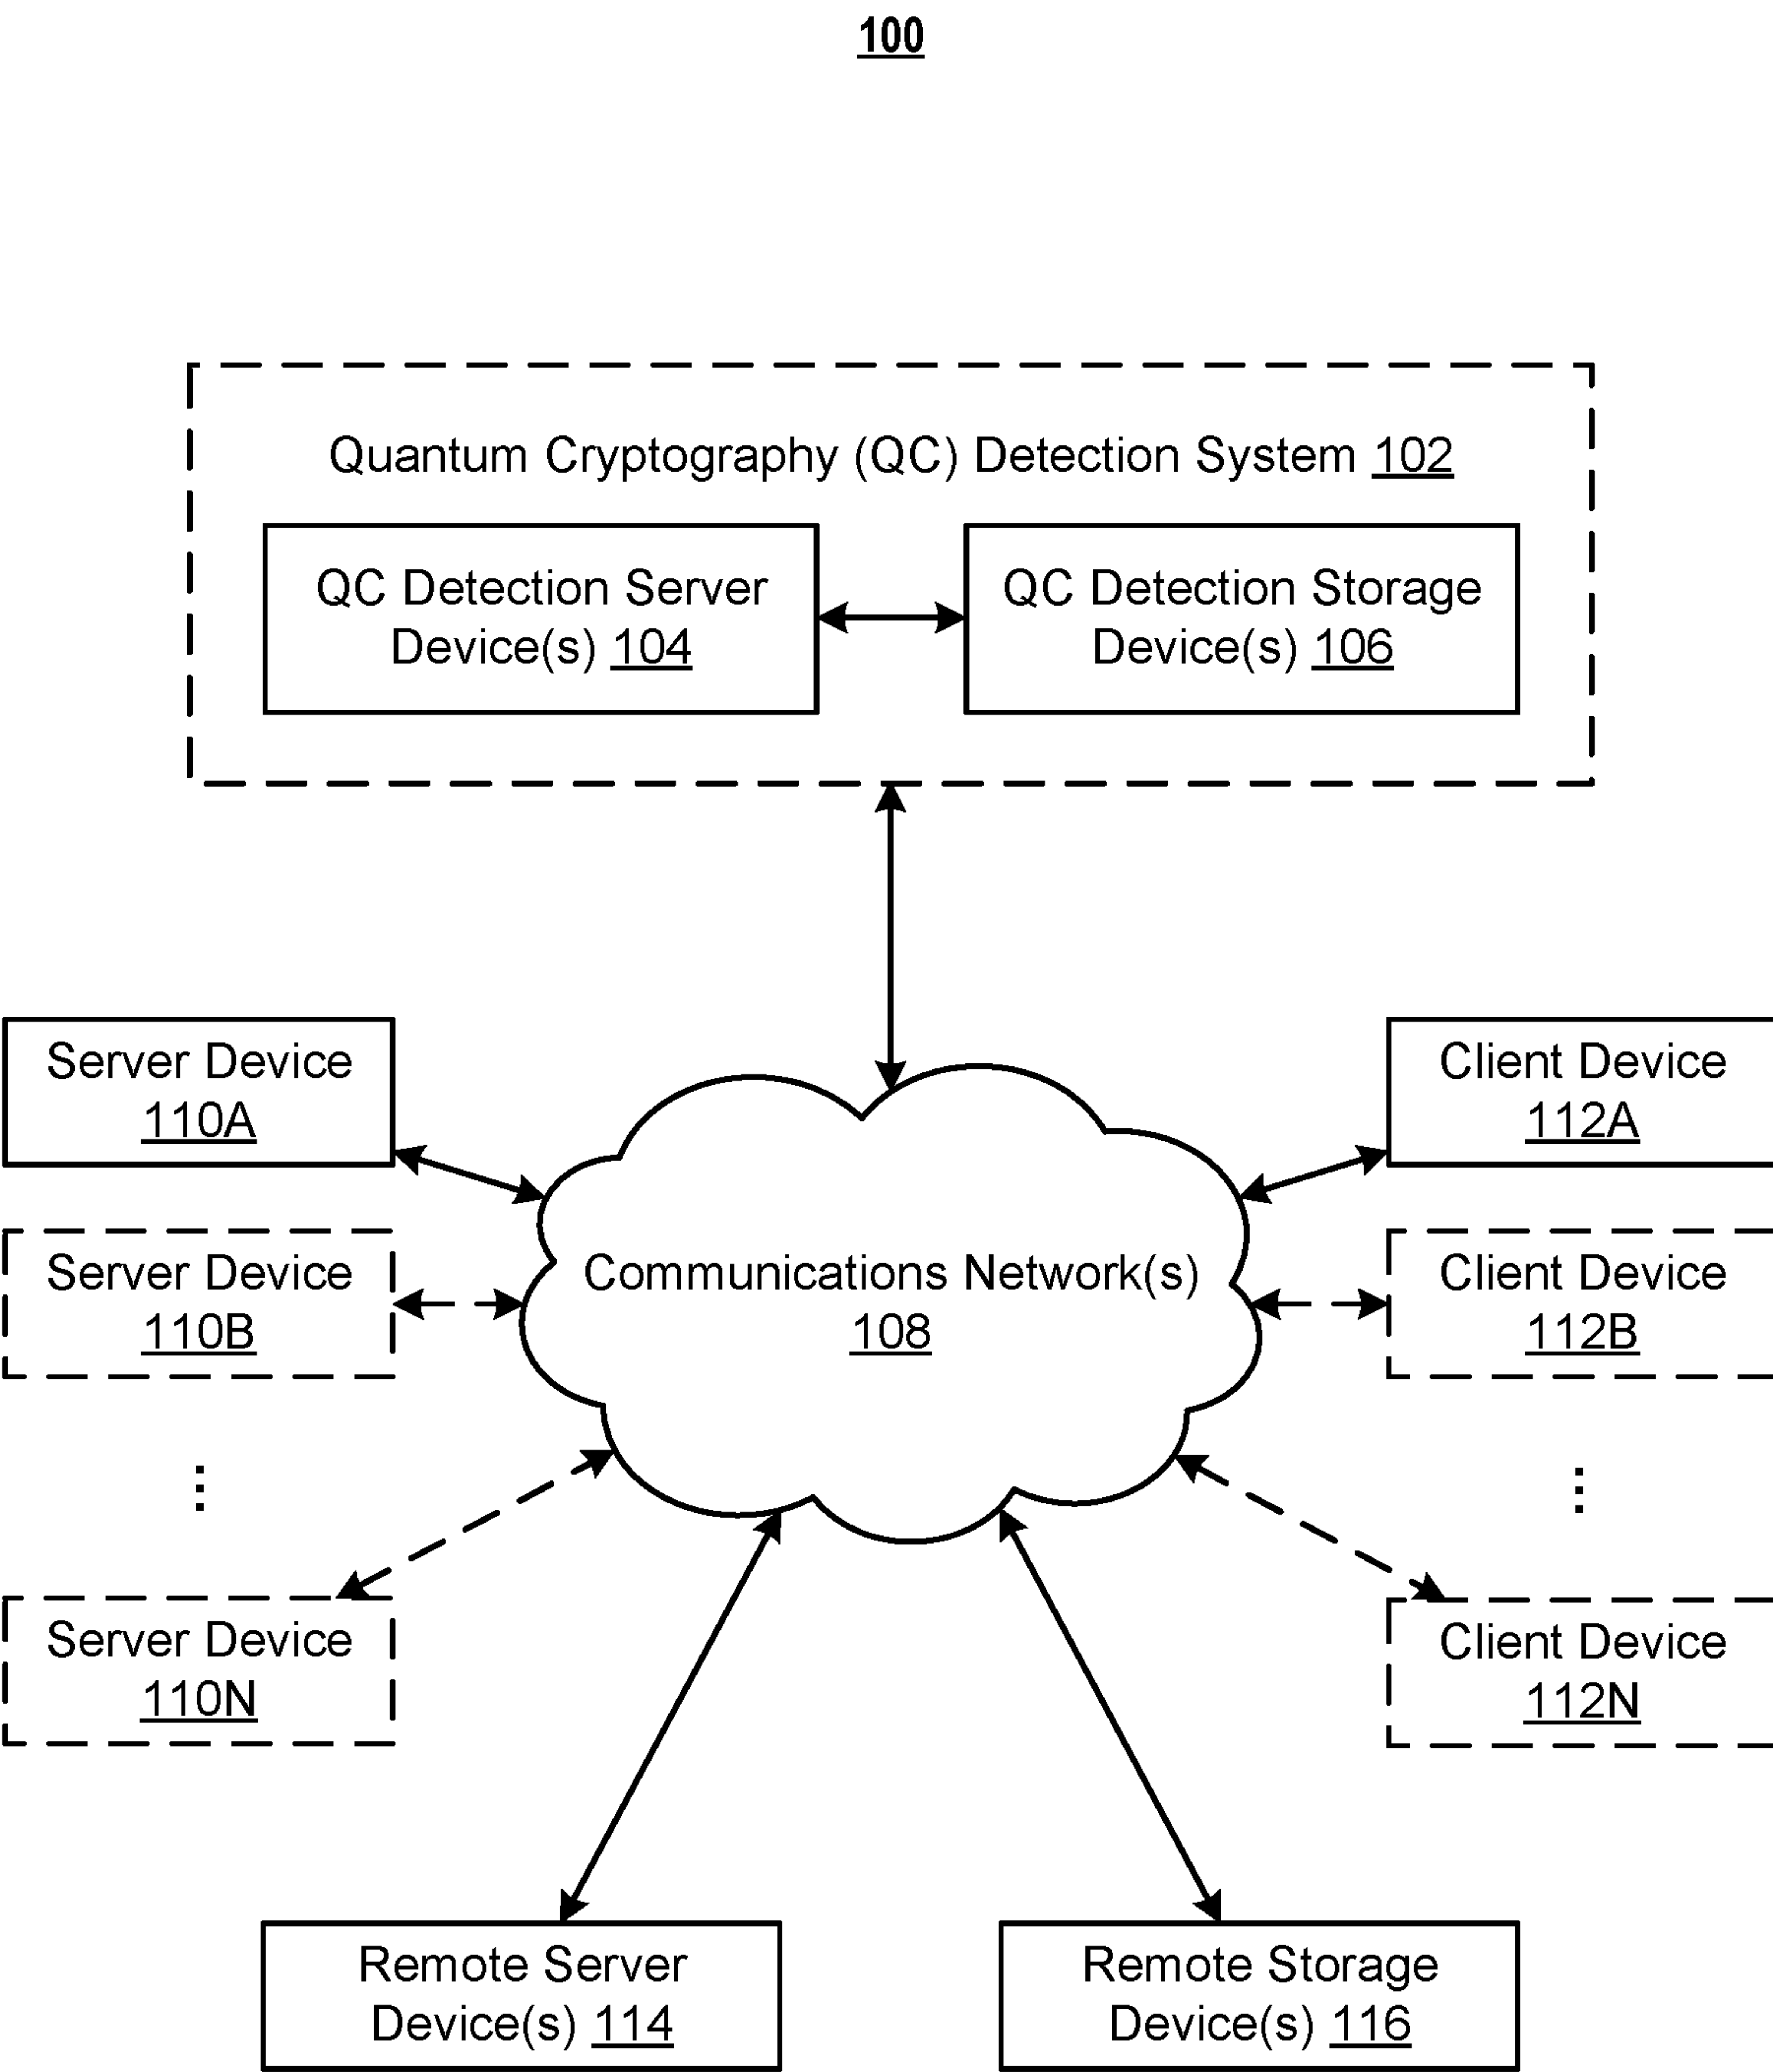 100
Quantum Cryptography (QC) Detection System 102
QC Detection Server
Device(s) 104
QC Detection Storage
Device(s) 106
Server Device
110A
Client Device
112A
Communications Network(s)
108
Server Device
110B
Client Device
112B
Server Device
110N
Client Device
112N
Remote Server
Device(s) 114
Remote Storage
Device(s) 116